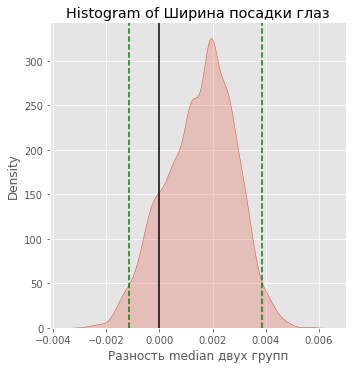 Histogram of Ширина посадки глаз
Density
300
250
200
150
100
50
0
−0.004 −0.002 0.000 0.002 0.004 0.006
Разность median двух групп